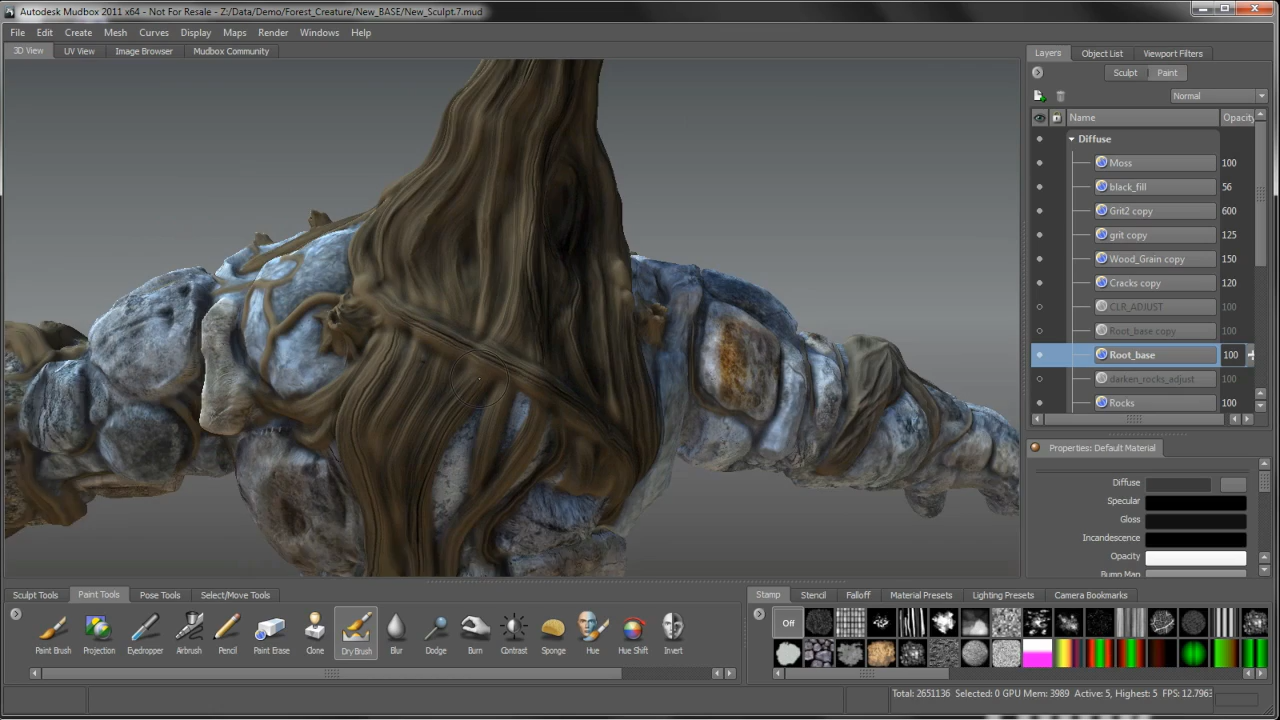 Autodesk Mudbox 2011 x64 - Not For Resale - Z:/Data/Demo/Forest_Creature/New_BASE/New_Sculpt.7.mud
File Edit Create Mesh Curves Display Maps Render Windows Help
3D View UV View Image Browser Mudbox Community
Layers Object List Viewport Filters
Sculpt Paint
Normal
Name Opacity
Diffuse
Moss 100
black_fill 56
Grit2 copy 600
grit copy 125
Wood_Grain copy 150
Cracks copy 120
CLR_ADJUST 100
Root_base copy 100
Root_base 100
darken_rocks_adjust 100
Rocks 100
Properties: Default Material
Diffuse
Specular
Gloss
Incandescence
Opacity
Bump Map
Sculpt Tools Paint Tools Pose Tools Select/Move Tools
Paint Brush Projection Eyedropper Airbrush Pencil Paint Erase Clone Dry Brush Blur Dodge Burn Contrast Sponge Hue Hue Shift Invert
Stamp Stencil Falloff Material Presets Lighting Presets Camera Bookmarks
Off
Total: 2651136 Selected: 0 GPU Mem: 3989 Active: 5, Highest: 5 FPS: 12.7963